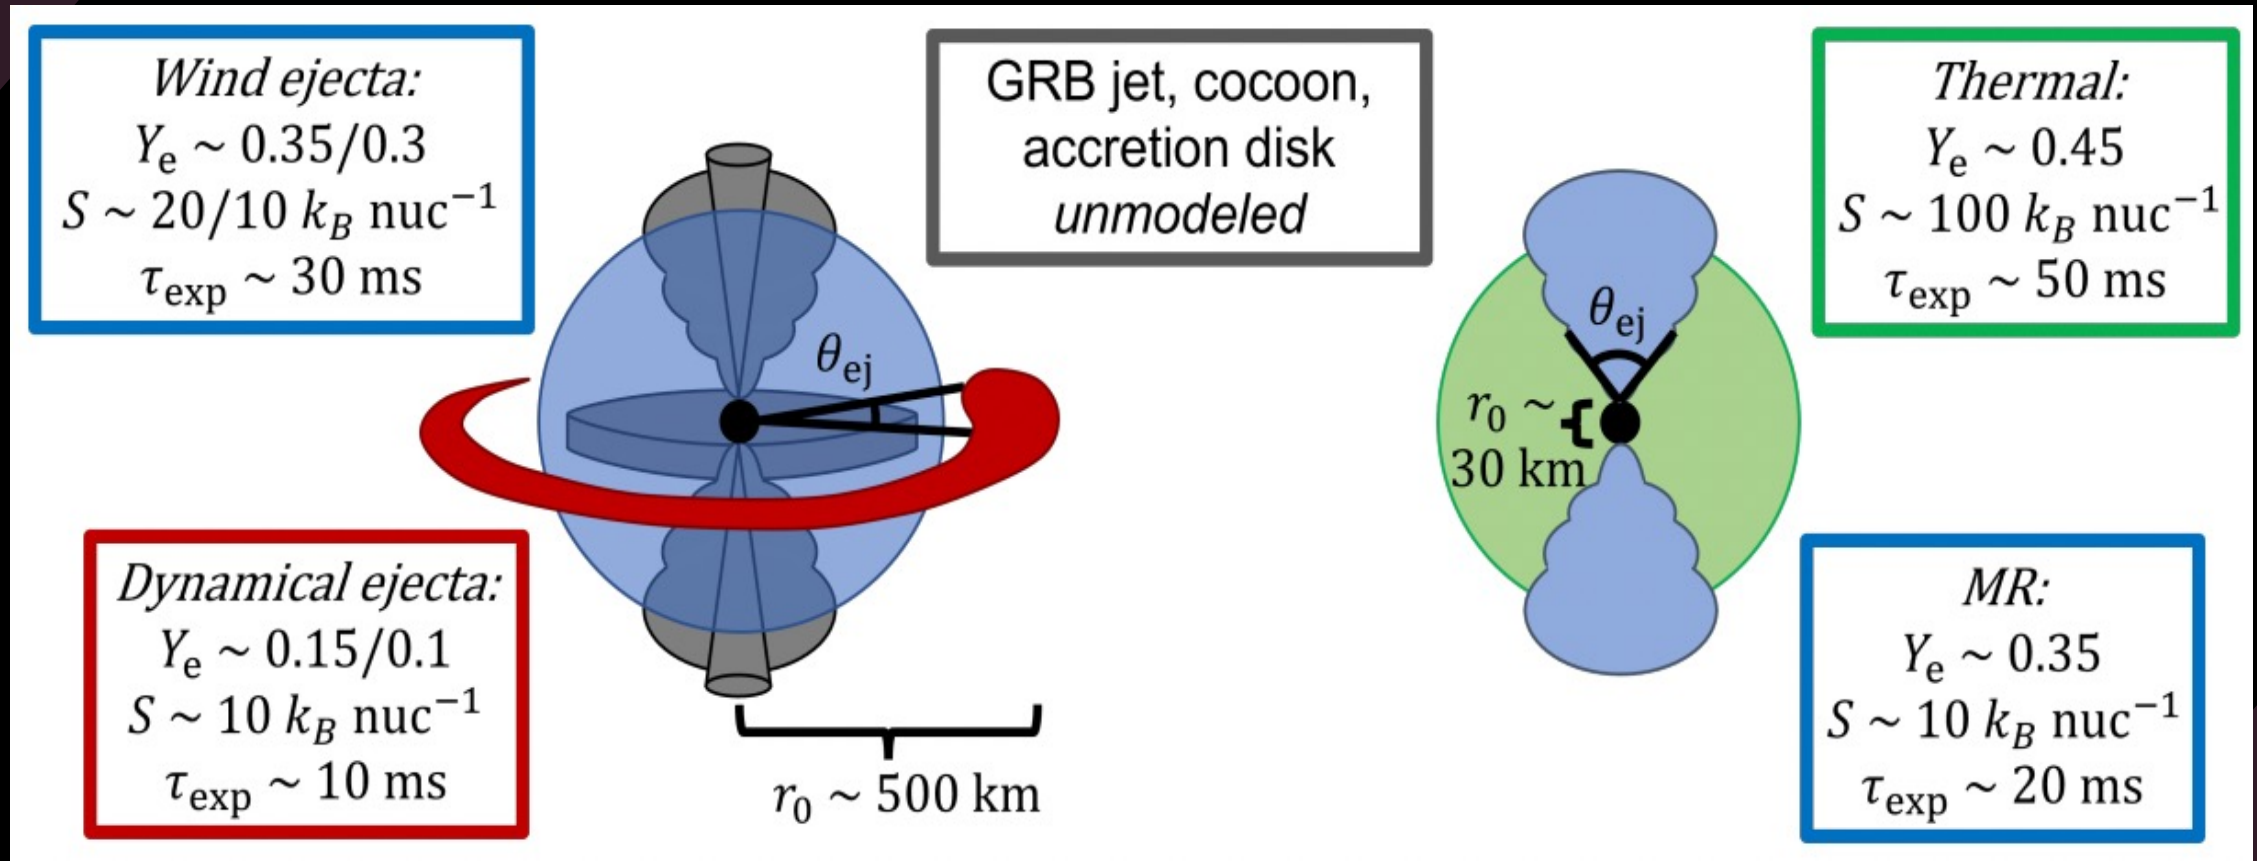 Wind ejecta:
Yₑ ~ 0.35/0.3
S ~ 20/10 k_B nuc⁻¹
τ_exp ~ 30 ms
GRB jet, cocoon,
accretion disk
unmodeled
Thermal:
Yₑ ~ 0.45
S ~ 100 k_B nuc⁻¹
τ_exp ~ 50 ms
θ_ej
θ_ej
r₀ ~
30 km
Dynamical ejecta:
Yₑ ~ 0.15/0.1
S ~ 10 k_B nuc⁻¹
τ_exp ~ 10 ms
r₀ ~ 500 km
MR:
Yₑ ~ 0.35
S ~ 10 k_B nuc⁻¹
τ_exp ~ 20 ms